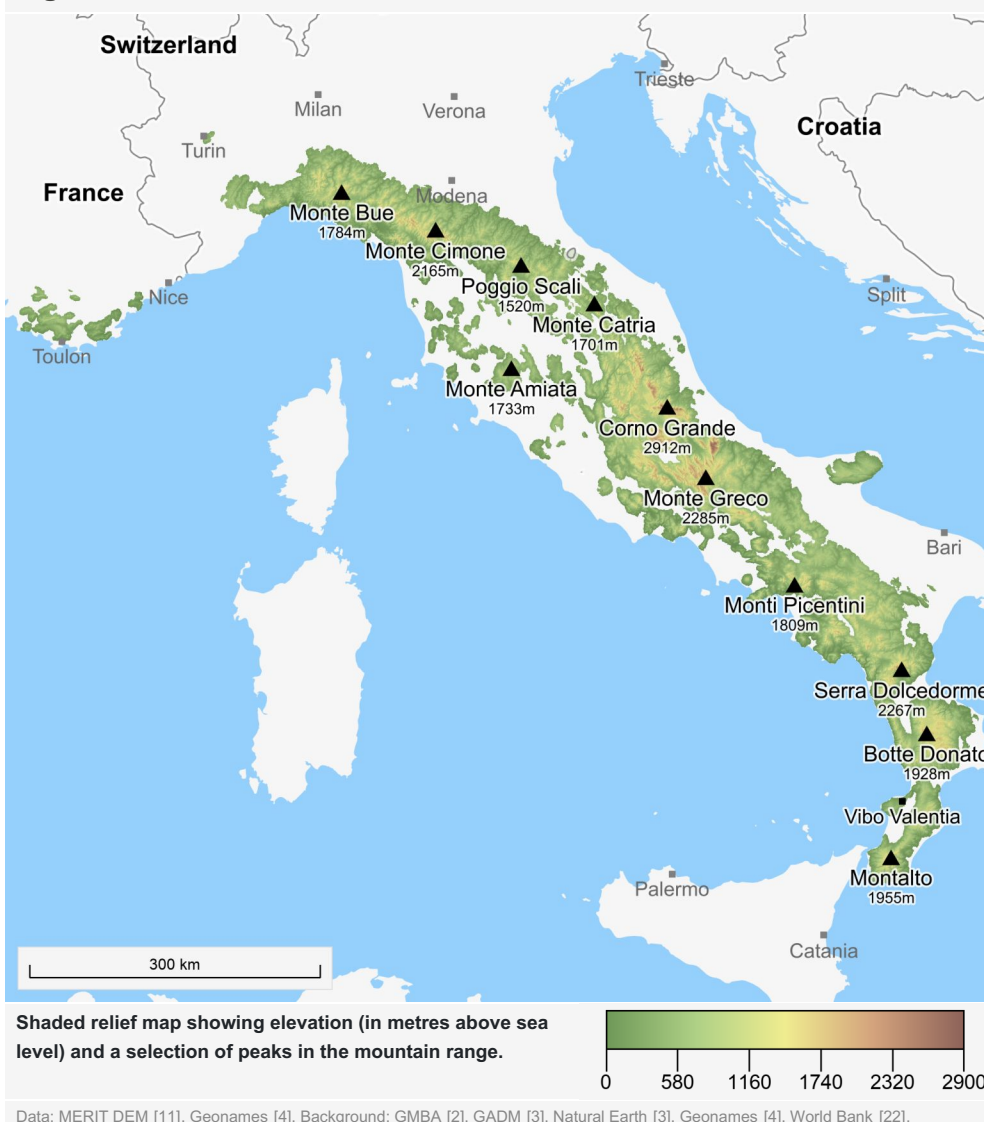 Switzerland
Trieste
Milan
Verona
Croatia
Turin
France
Modena
Monte Bue
1784m
Monte Cimone
2165m
Poggio Scali
1520m
Nice
Split
Monte Catria
1701m
Toulon
Monte Amiata
1733m
Corno Grande
2912m
Monte Greco
2285m
Bari
Monti Picentini
1809m
Serra Dolcedorme
2267m
Botte Donato
1928m
Vibo Valentia
Montalto
1955m
Palermo
Catania
300 km
Shaded relief map showing elevation (in metres above sea
level) and a selection of peaks in the mountain range.
0 580 1160 1740 2320 2900
Data: MERIT DEM [11], Geonames [4]. Background: GMBA [2], GADM [3], Natural Earth [3], Geonames [4], World Bank [22].